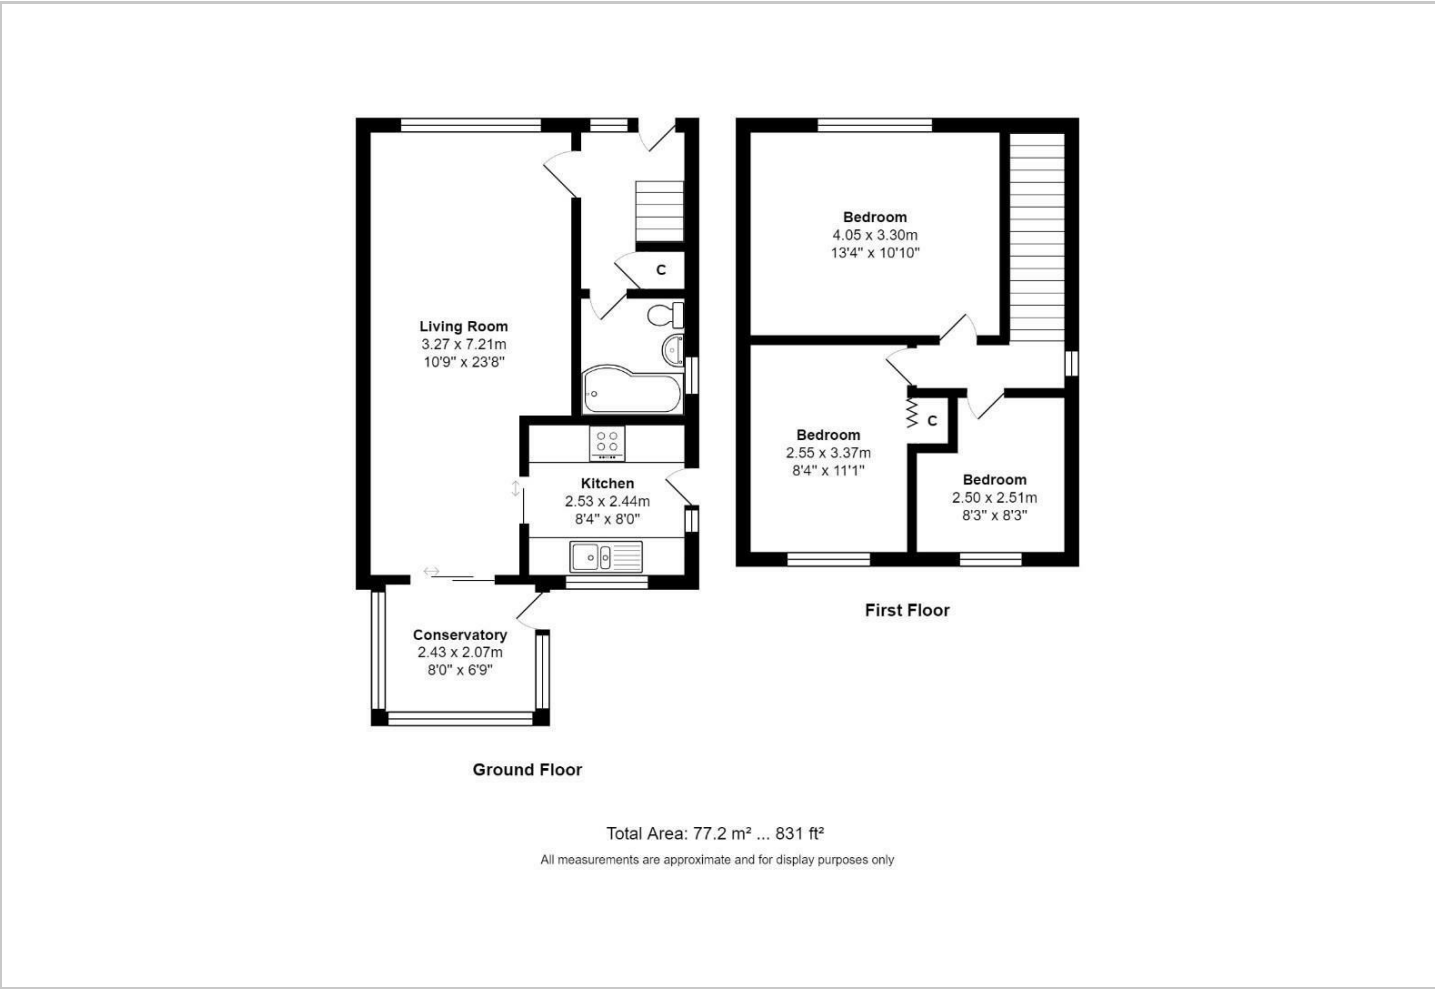 Living Room
3.27 x 7.21m
10'9" x 23'8"
C
Kitchen
2.53 x 2.44m
8'4" x 8'0"
Conservatory
2.43 x 2.07m
8'0" x 6'9"
Ground Floor
Bedroom
4.05 x 3.30m
13'4" x 10'10"
Bedroom
2.55 x 3.37m
8'4" x 11'1"
C
Bedroom
2.50 x 2.51m
8'3" x 8'3"
First Floor
Total Area: 77.2 m² ... 831 ft²
All measurements are approximate and for display purposes only